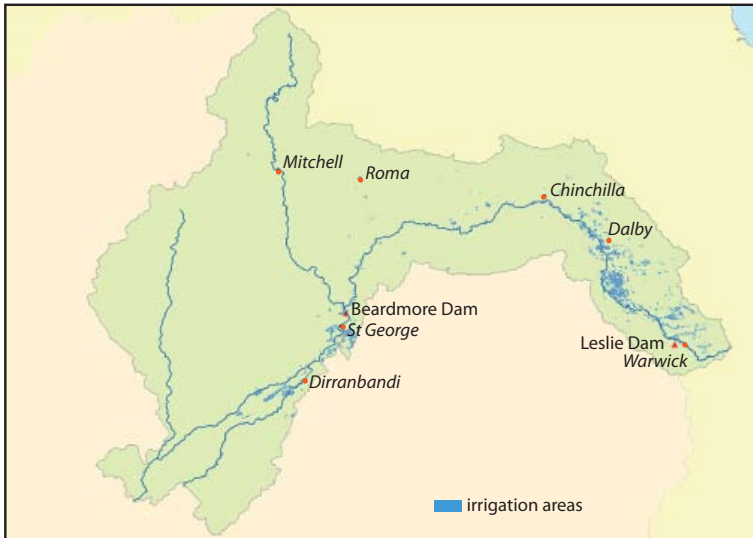 Mitchell
Roma
Chinchilla
Dalby
Beardmore Dam
St George
Leslie Dam
Warwick
Dirranbandi
irrigation areas